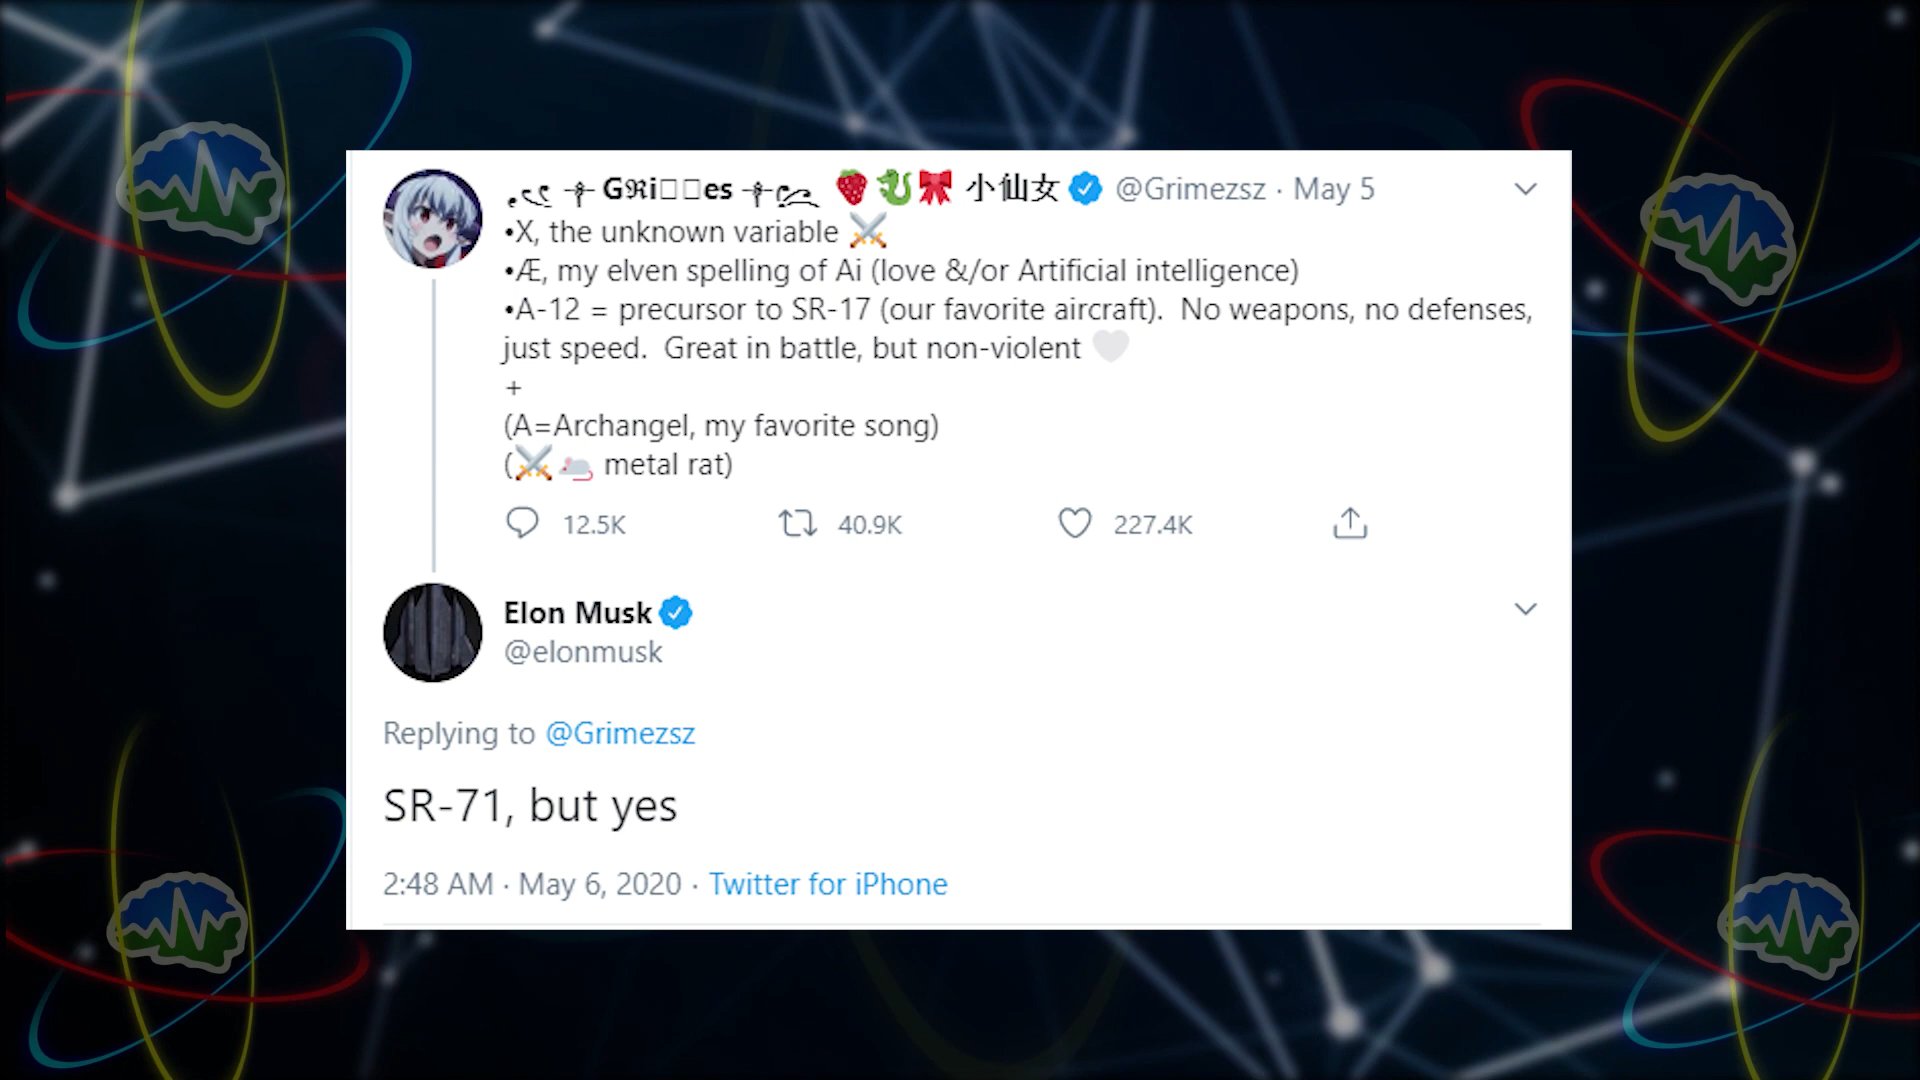 Gℜi□□es 小仙女 @Grimezsz · May 5
•X, the unknown variable ⚔️
•Æ, my elven spelling of Ai (love &/or Artificial intelligence)
•A-12 = precursor to SR-17 (our favorite aircraft). No weapons, no defenses,
just speed. Great in battle, but non-violent 🤍
+
(A=Archangel, my favorite song)
(⚔️🐁 metal rat)
12.5K 40.9K 227.4K
Elon Musk
@elonmusk
Replying to @Grimezsz
SR-71, but yes
2:48 AM · May 6, 2020 · Twitter for iPhone